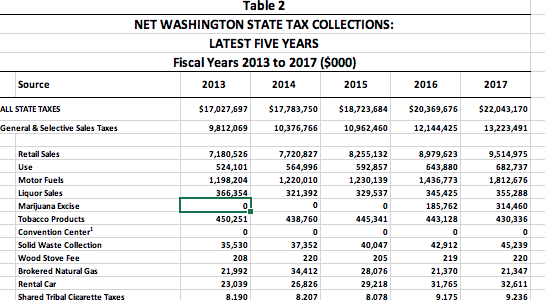 Table 2
NET WASHINGTON STATE TAX COLLECTIONS:
LATEST FIVE YEARS
Fiscal Years 2013 to 2017 ($000)
Source 2013 2014 2015 2016 2017
ALL STATE TAXES $17,027,697 $17,783,750 $18,723,684 $20,369,676 $22,043,170
General & Selective Sales Taxes 9,812,069 10,376,766 10,962,460 12,144,425 13,223,491
Retail Sales 7,180,526 7,720,827 8,255,132 8,979,623 9,514,975
Use 524,101 564,996 592,857 643,880 682,737
Motor Fuels 1,198,204 1,220,010 1,230,139 1,436,773 1,812,676
Liquor Sales 366,354 321,392 329,537 345,425 355,288
Marijuana Excise 0 0 0 185,762 314,460
Tobacco Products 450,251 438,760 445,341 443,128 430,336
Convention Center¹ 0 0 0 0 0
Solid Waste Collection 35,530 37,352 40,047 42,912 45,239
Wood Stove Fee 208 220 205 219 220
Brokered Natural Gas 21,992 34,412 28,076 21,370 21,347
Rental Car 23,039 26,826 29,218 31,765 32,611
Shared Tribal Cigarette Taxes 8,190 8,207 8,078 9,175 9,236